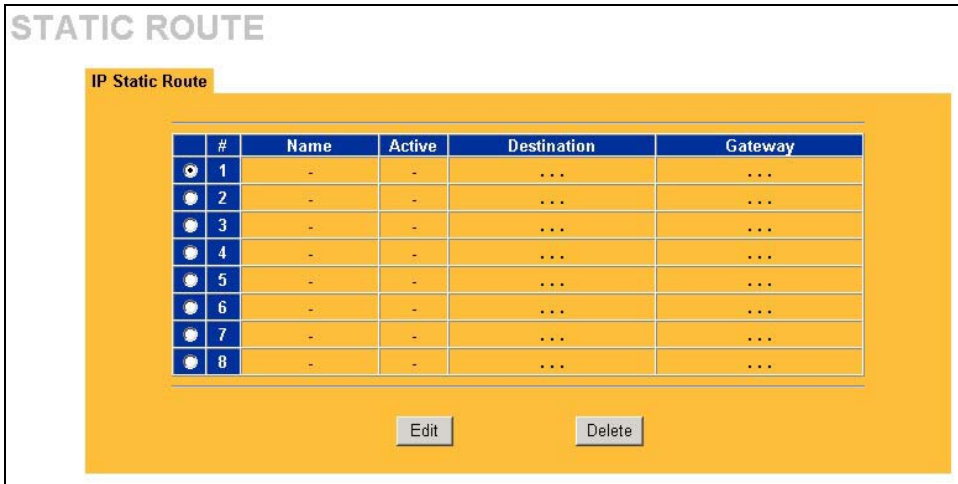 STATIC ROUTE
IP Static Route
# Name Active Destination Gateway
1 - - . . . . . .
2 - - . . . . . .
3 - - . . . . . .
4 - - . . . . . .
5 - - . . . . . .
6 - - . . . . . .
7 - - . . . . . .
8 - - . . . . . .
Edit Delete